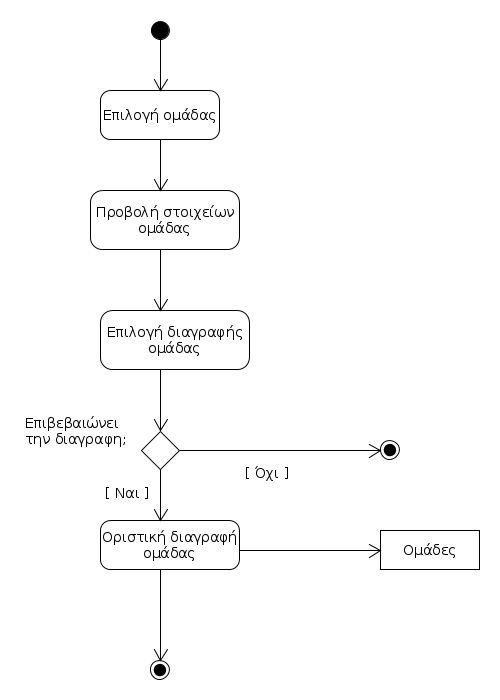 Επιλογή ομάδας
Προβολή στοιχείων
ομάδας
Επιλογή διαγραφής
ομάδας
Επιβεβαιώνει
την διαγραφη;
[ Όχι ]
[ Ναι ]
Οριστική διαγραφή
ομάδας
Ομάδες